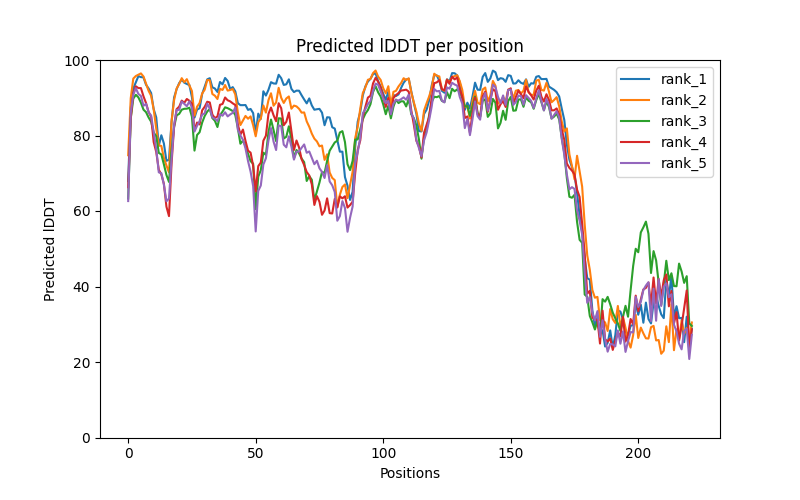 Predicted lDDT per position
100
80
60
40
20
0
Predicted lDDT
0 50 100 150 200
Positions
rank_1
rank_2
rank_3
rank_4
rank_5